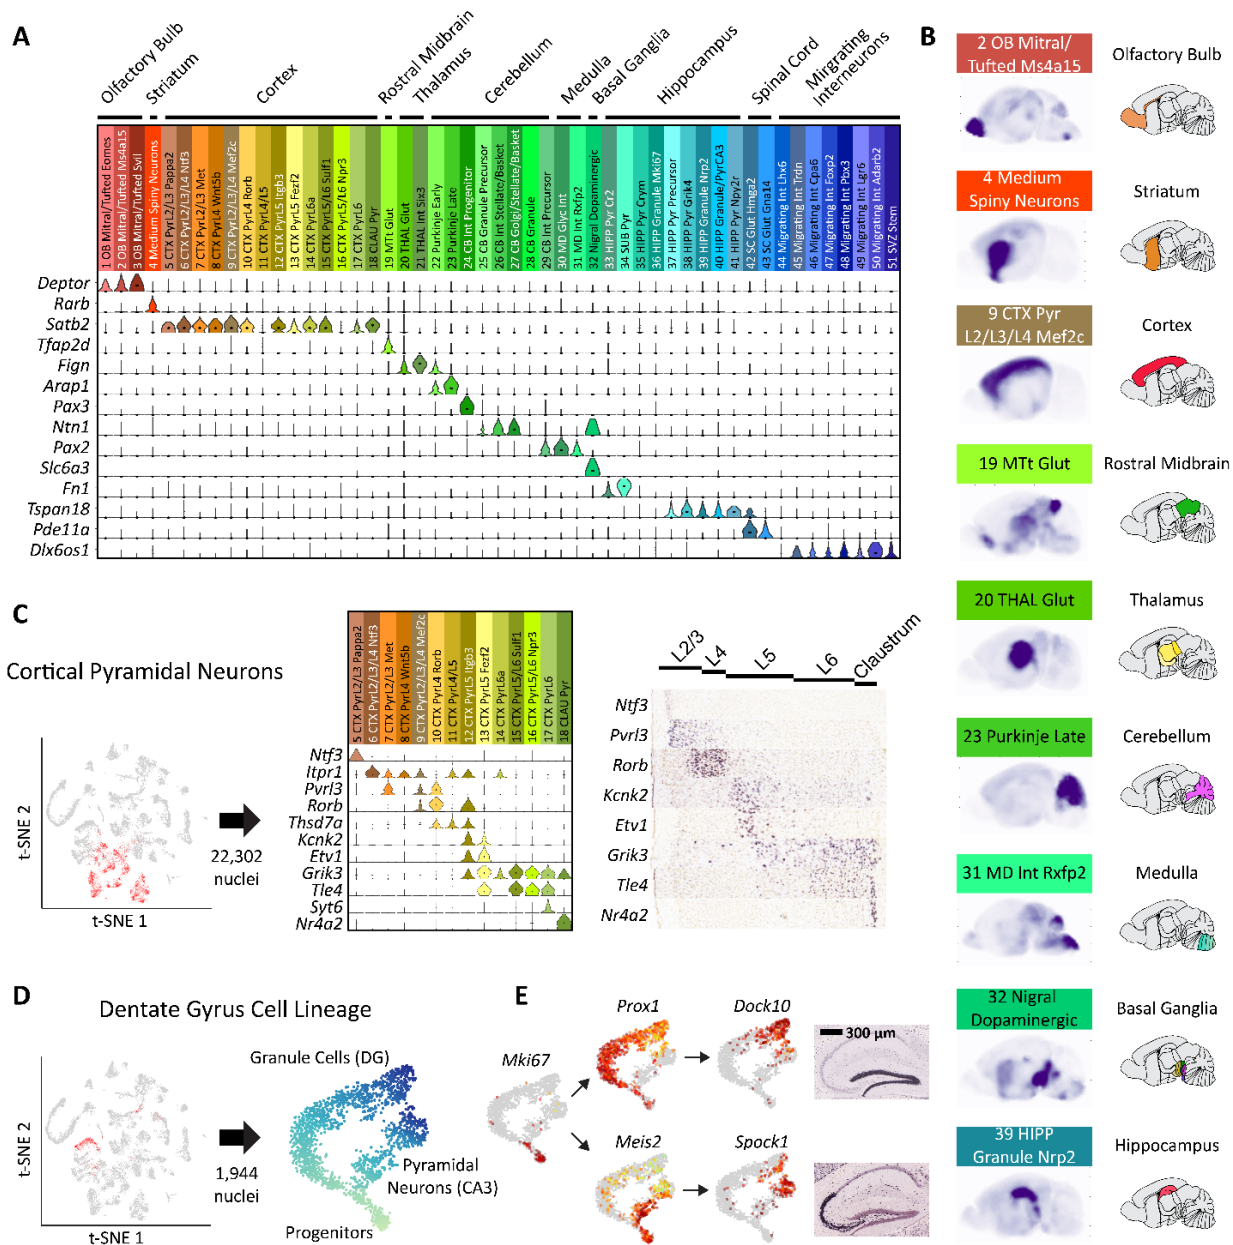 A
Olfactory Bulb
Striatum
Cortex
Rostral Midbrain
Thalamus
Cerebellum
Medulla
Basal Ganglia
Hippocampus
Spinal Cord
Mirgrating
Interneurons
1 OB Mitral/Tufted Eomes
2 OB Mitral/Tufted Ms4a15
3 OB Mitral/Tufted Svil
4 Medium Spiny Neurons
5 CTX PyrL2/L3 Pappa2
6 CTX PyrL2/L3/L4 Ntf3
7 CTX PyrL2/L3 Met
8 CTX PyrL4 Wnt5b
9 CTX PyrL2/L3/L4 Mef2c
10 CTX PyrL4 Rorb
11 CTX PyrL4/L5
12 CTX PyrL5 Itgb3
13 CTX PyrL5 Fezf2
14 CTX PyrL6a
15 CTX PyrL5/L6 Sulf1
16 CTX PyrL5/L6 Npr3
17 CTX PyrL6
18 CLAU Pyr
19 MTt Glut
20 THAL Glut
21 THAL Int Six3
22 Purkinje Early
23 Purkinje Late
24 CB Int Progenitor
25 CB Granule Precursor
26 CB Int Stellate/Basket
27 CB Golgi/Stellate/Basket
28 CB Granule
29 CB Int Precursor
30 MD Glyc Int
31 MD Int Rxfp2
32 Nigral Dopaminergic
33 HIPP Pyr Cr2
34 SUB Pyr
35 HIPP Pyr Crym
36 HIPP Granule Mki67
37 HIPP Pyr Precursor
38 HIPP Pyr Grik4
39 HIPP Granule Nrp2
40 HIPP Granule/PyrCA3
41 HIPP Pyr Npy2r
42 SC Glut Hmga2
43 SC Glut Gna14
44 Migrating Int Lhx6
45 Migrating Int Trdn
46 Migrating Int Cpa6
47 Migrating Int Foxp2
48 Migrating Int Pbx3
49 Migrating Int Lgr6
50 Migrating Int Adarb2
51 SVZ Stem
Deptor
Rarb
Satb2
Tfap2d
Fign
Arap1
Pax3
Ntn1
Pax2
Slc6a3
Fn1
Tspan18
Pde11a
Dlx6os1
B
2 OB Mitral/
Tufted Ms4a15
Olfactory Bulb
4 Medium
Spiny Neurons
Striatum
9 CTX Pyr
L2/L3/L4 Mef2c
Cortex
19 MTt Glut
Rostral Midbrain
20 THAL Glut
Thalamus
23 Purkinje Late
Cerebellum
31 MD Int Rxfp2
Medulla
32 Nigral
Dopaminergic
Basal Ganglia
39 HIPP
Granule Nrp2
Hippocampus
C
Cortical Pyramidal Neurons
t-SNE 2
t-SNE 1
22,302
nuclei
5 CTX PyrL2/L3 Pappa2
6 CTX PyrL2/L3/L4 Ntf3
7 CTX PyrL2/L3 Met
8 CTX PyrL4 Wnt5b
9 CTX PyrL2/L3/L4 Mef2c
10 CTX PyrL4 Rorb
11 CTX PyrL4/L5
12 CTX PyrL5 Itgb3
13 CTX PyrL5 Fezf2
14 CTX PyrL6a
15 CTX PyrL5/L6 Sulf1
16 CTX PyrL5/L6 Npr3
17 CTX PyrL6
18 CLAU Pyr
Ntf3
Itpr1
Pvrl3
Rorb
Thsd7a
Kcnk2
Etv1
Grik3
Tle4
Syt6
Nr4a2
L2/3
L4
L5
L6
Claustrum
Ntf3
Pvrl3
Rorb
Kcnk2
Etv1
Grik3
Tle4
Nr4a2
D
Dentate Gyrus Cell Lineage
t-SNE 2
t-SNE 1
1,944
nuclei
Granule Cells (DG)
Pyramidal
Neurons (CA3)
Progenitors
E
Mki67
Prox1
Dock10
300 µm
Meis2
Spock1